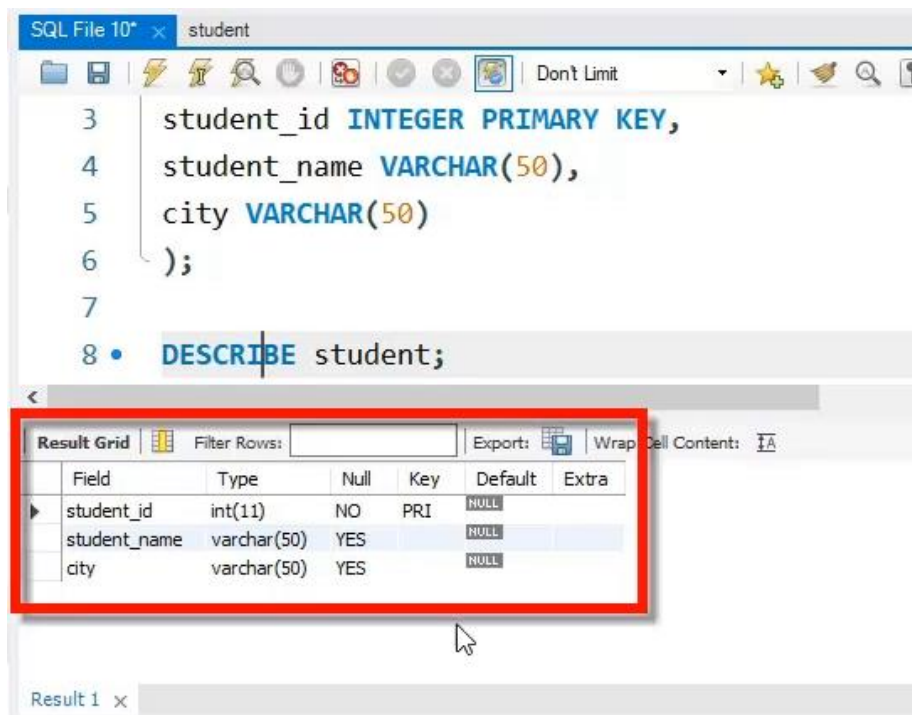 SQL File 10* × student
Don't Limit
3 student_id INTEGER PRIMARY KEY,
4 student_name VARCHAR(50),
5 city VARCHAR(50)
6 );
7
8 DESCRIBE student;
Result Grid Filter Rows: Export: Wrap Cell Content: IA
Field Type Null Key Default Extra
student_id int(11) NO PRI NULL
student_name varchar(50) YES NULL
city varchar(50) YES NULL
Result 1 ×